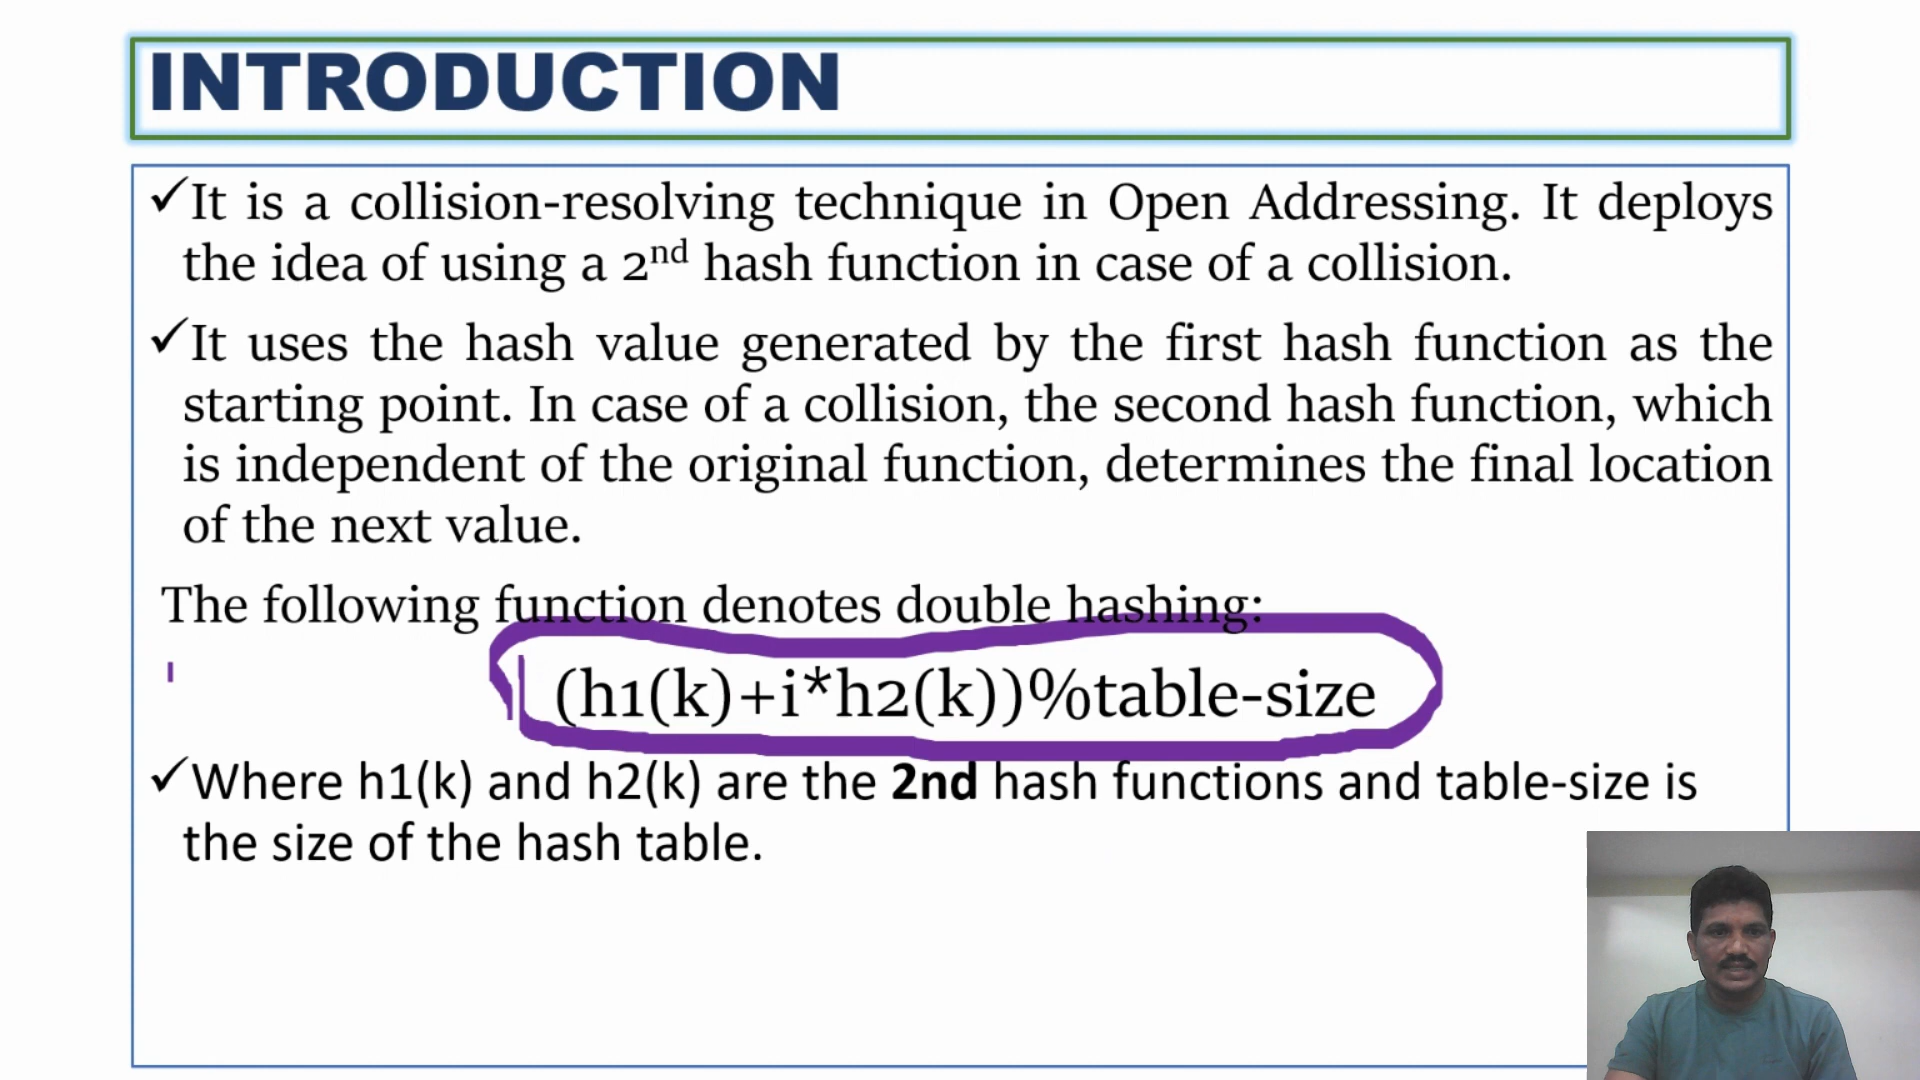 INTRODUCTION
✓It is a collision-resolving technique in Open Addressing. It deploys
the idea of using a 2nd hash function in case of a collision.
✓It uses the hash value generated by the first hash function as the
starting point. In case of a collision, the second hash function, which
is independent of the original function, determines the final location
of the next value.
The following function denotes double hashing:
(h1(k)+i*h2(k))%table-size
✓Where h1(k) and h2(k) are the 2nd hash functions and table-size is
the size of the hash table.